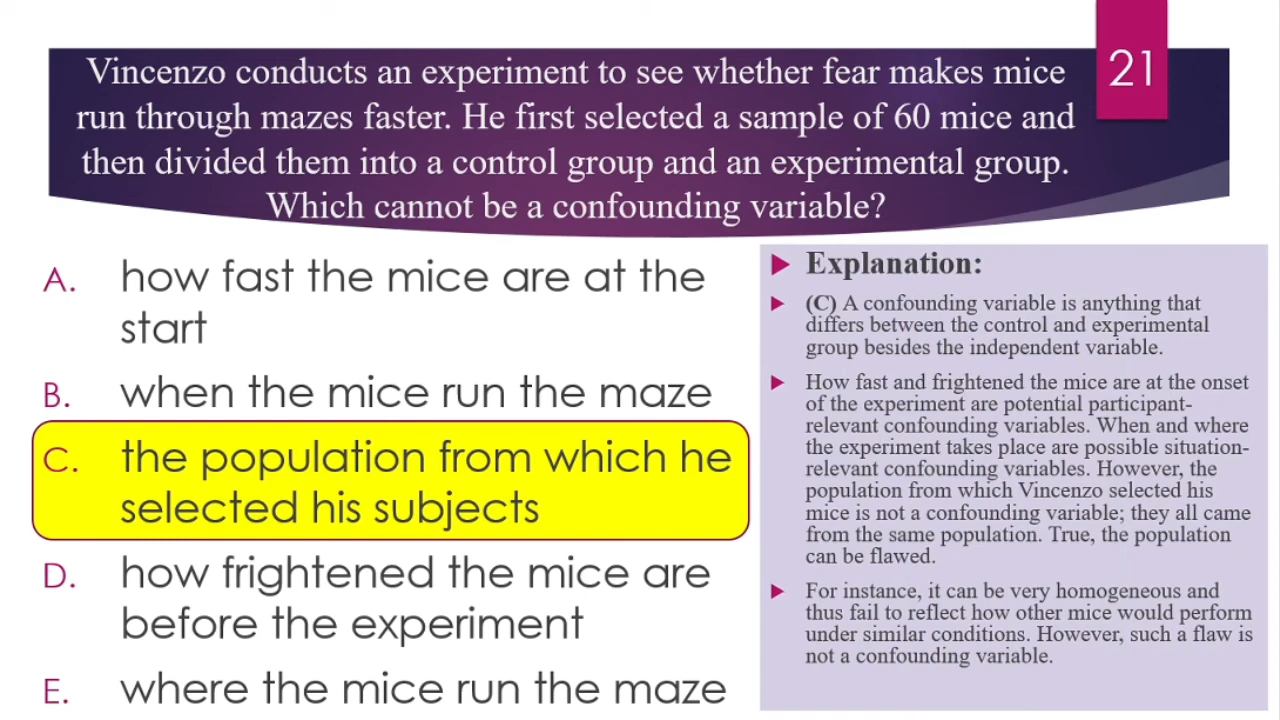 21
Vincenzo conducts an experiment to see whether fear makes mice
run through mazes faster. He first selected a sample of 60 mice and
then divided them into a control group and an experimental group.
Which cannot be a confounding variable?
A. how fast the mice are at the
start
B. when the mice run the maze
C. the population from which he
selected his subjects
D. how frightened the mice are
before the experiment
E. where the mice run the maze
Explanation:
(C) A confounding variable is anything that
differs between the control and experimental
group besides the independent variable.
How fast and frightened the mice are at the onset
of the experiment are potential participant-
relevant confounding variables. When and where
the experiment takes place are possible situation-
relevant confounding variables. However, the
population from which Vincenzo selected his
mice is not a confounding variable; they all came
from the same population. True, the population
can be flawed.
For instance, it can be very homogeneous and
thus fail to reflect how other mice would perform
under similar conditions. However, such a flaw is
not a confounding variable.